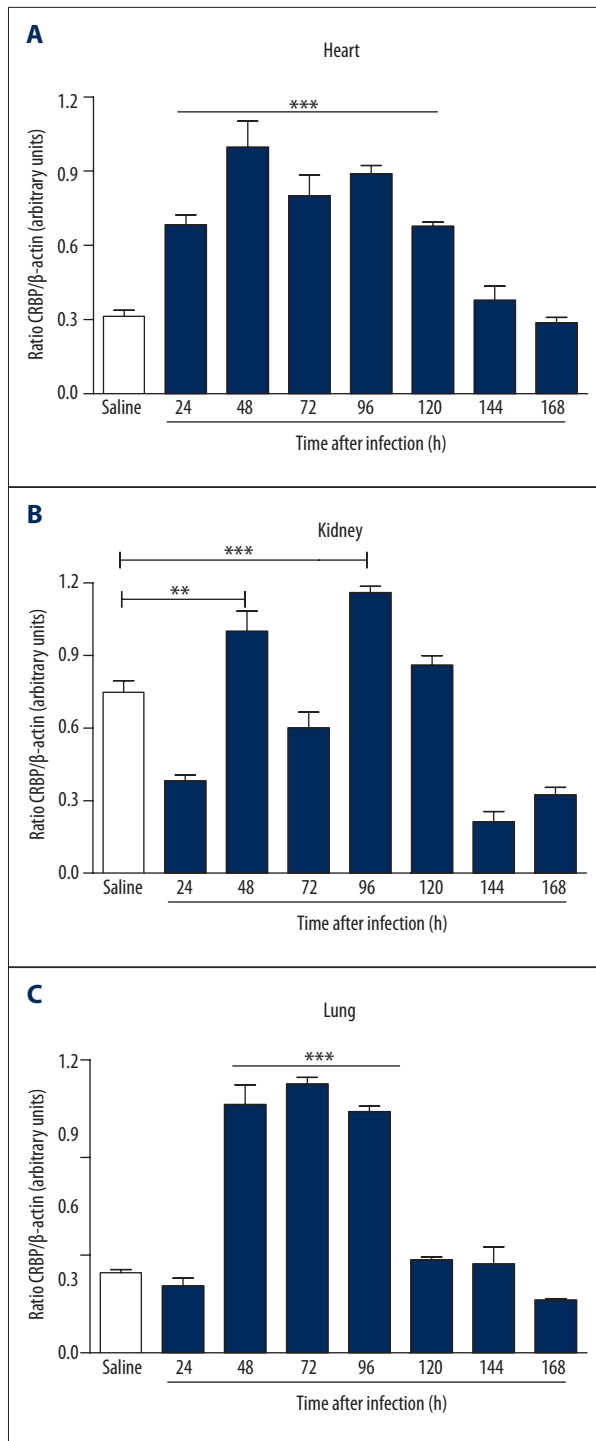 A
Heart
***
Ratio CRBP/β-actin (arbitrary units)
1.2
0.9
0.6
0.3
0.0
Saline 24 48 72 96 120 144 168
Time after infection (h)
B
Kidney
***
**
Ratio CRBP/β-actin (arbitrary units)
1.2
0.9
0.6
0.3
0.0
Saline 24 48 72 96 120 144 168
Time after infection (h)
C
Lung
***
Ratio CRBP/β-actin (arbitrary units)
1.2
0.9
0.6
0.3
0.0
Saline 24 48 72 96 120 144 168
Time after infection (h)